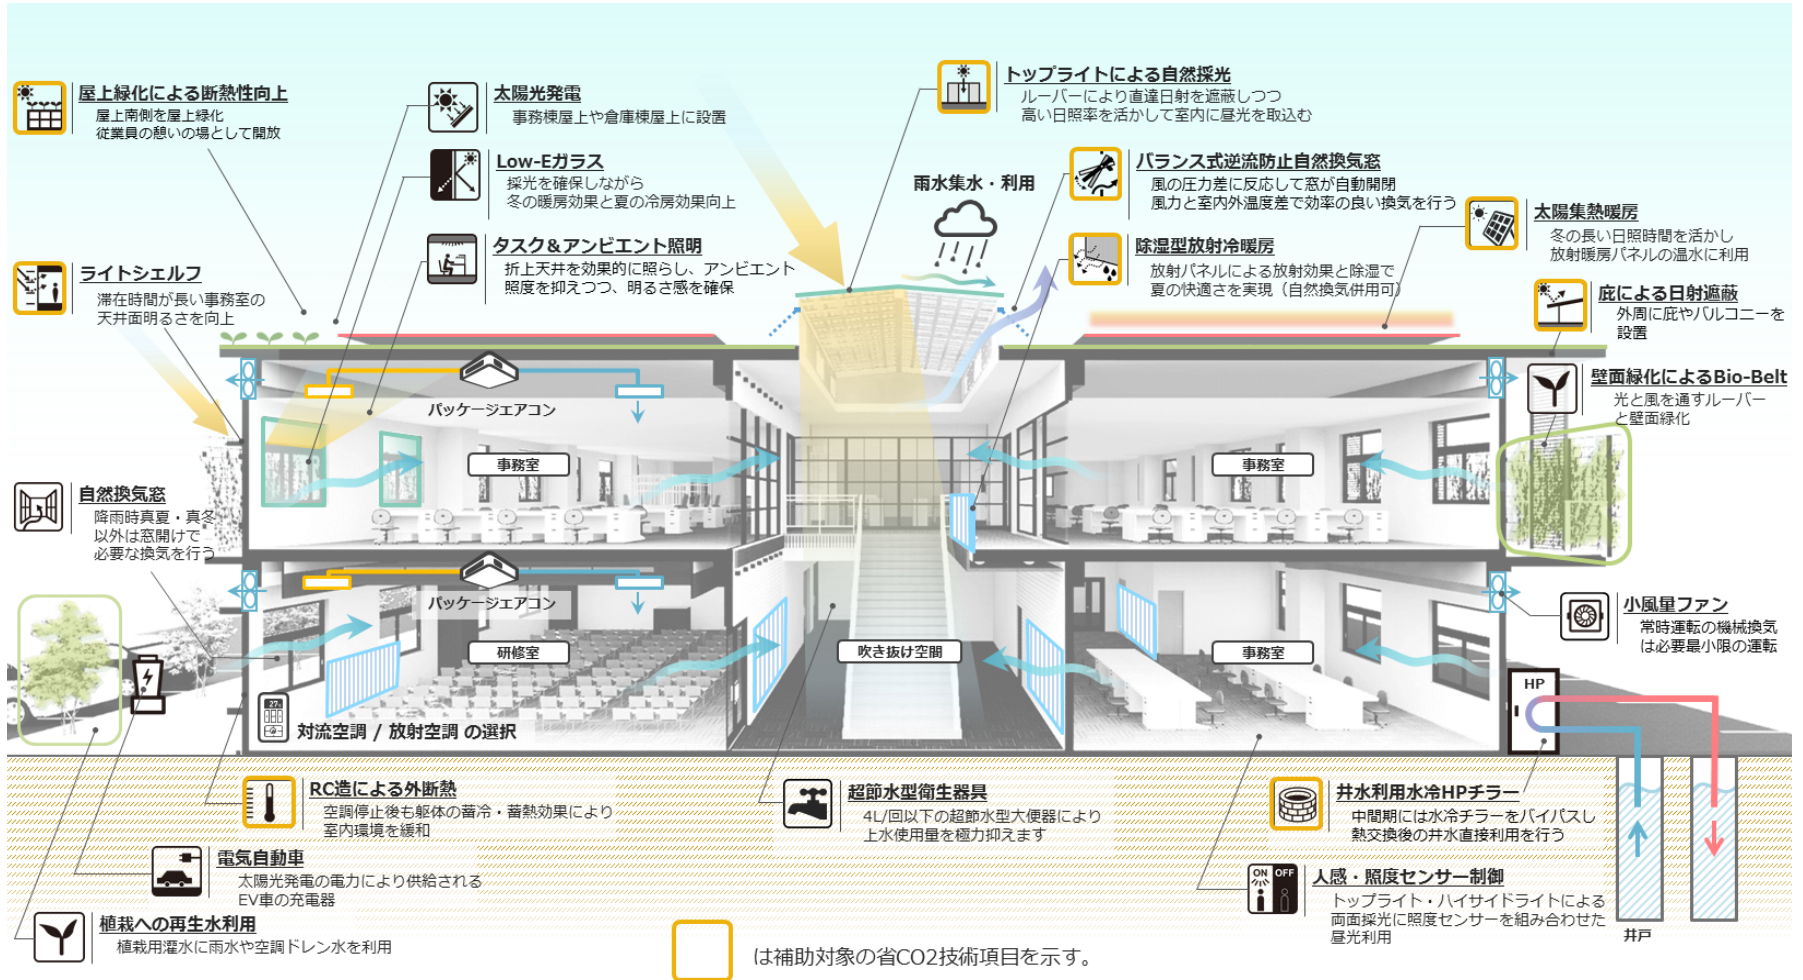 屋上緑化による断熱性向上
屋上南側を屋上緑化
従業員の憩いの場として開放
太陽光発電
事務棟屋上や倉庫棟屋上に設置
トップライトによる自然採光
ルーバーにより直達日射を遮蔽しつつ
高い日照率を活かして室内に昼光を取込む
Low-Eガラス
採光を確保しながら
冬の暖房効果と夏の冷房効果向上
雨水集水・利用
バランス式逆流防止自然換気窓
風の圧力差に反応して窓が自動開閉
風力と室内外温度差で効率の良い換気を行う
太陽集熱暖房
冬の長い日照時間を活かし
放射暖房パネルの温水に利用
ライトシェルフ
滞在時間が長い事務室の
天井面明るさを向上
タスク&アンビエント照明
折上天井を効果的に照らし、アンビエント
照度を抑えつつ、明るさ感を確保
除湿型放射冷暖房
放射パネルによる放射効果と除湿で
夏の快適さを実現（自然換気併用可）
庇による日射遮蔽
外周に庇やバルコニーを
設置
壁面緑化によるBio-Belt
光と風を通すルーバー
と壁面緑化
パッケージエアコン
事務室
事務室
自然換気窓
降雨時真夏・真冬
以外は窓開けで
必要な換気を行う
パッケージエアコン
研修室
吹き抜け空間
事務室
小風量ファン
常時運転の機械換気
は必要最小限の運転
HP
27
対流空調 / 放射空調 の選択
RC造による外断熱
空調停止後も躯体の蓄冷・蓄熱効果により
室内環境を緩和
超節水型衛生器具
4L/回以下の超節水型大便器により
上水使用量を極力抑えます
井水利用水冷HPチラー
中間期には水冷チラーをバイパスし
熱交換後の井水直接利用を行う
電気自動車
太陽光発電の電力により供給される
EV車の充電器
ON OFF
人感・照度センサー制御
トップライト・ハイサイドライトによる
両面採光に照度センサーを組み合わせた
昼光利用
井戸
植栽への再生水利用
植栽用灌水に雨水や空調ドレン水を利用
は補助対象の省CO2技術項目を示す。